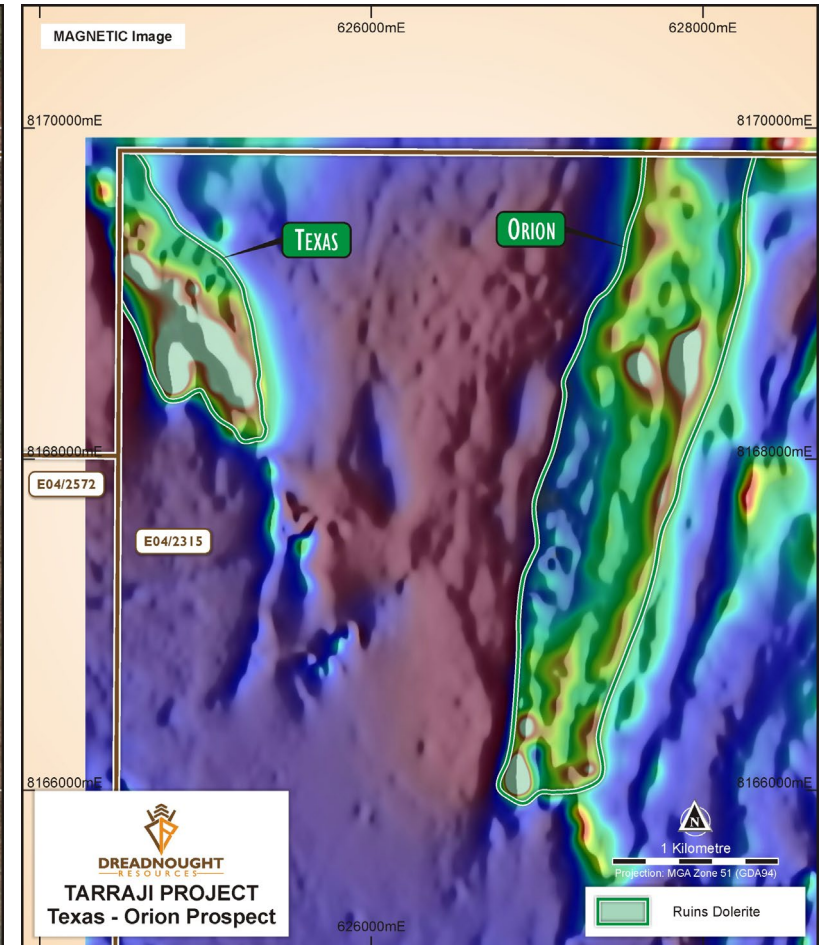 MAGNETIC Image
626000mE
628000mE
8170000mE
8170000mE
TEXAS
ORION
8168000mE
8168000mE
E04/2572
E04/2315
8166000mE
8166000mE
DREADNOUGHT
RESOURCES
TARRAJI PROJECT
Texas - Orion Prospect
626000mE
N
1 Kilometre
Projection: MGA Zone 51 (GDA94)
Ruins Dolerite